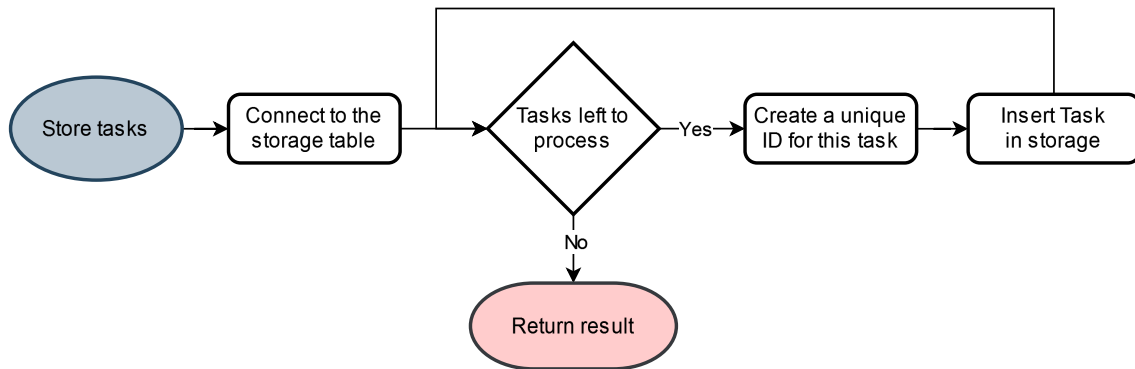 Store tasks
Connect to the
storage table
Tasks left to
process
Yes
Create a unique
ID for this task
Insert Task
in storage
No
Return result